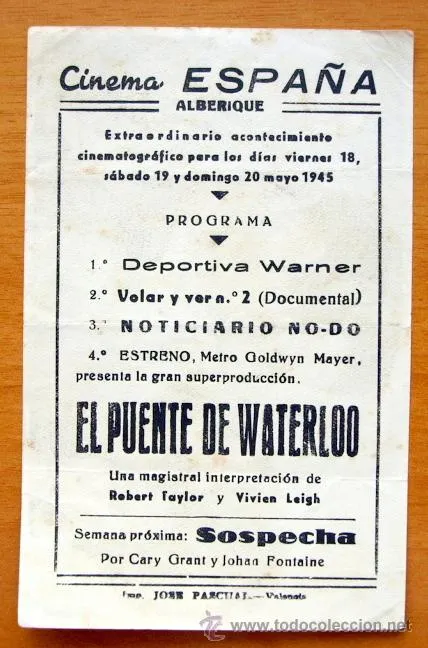 Cinema ESPAÑA
ALBERIQUE
Extraordinario acontecimiento
cinematográfico para los días viernes 18,
sábado 19 y domingo 20 mayo 1945
PROGRAMA
1.º Deportiva Warner
2.º Volar y ver n.º 2 (Documental)
3.º NOTICIARIO NO-DO
4.º ESTRENO, Metro Goldwyn Mayer,
presenta la gran superproducción.
EL PUENTE DE WATERLOO
Una magistral interpretación de
Robert Taylor y Vivien Leigh
Semana próxima: Sospecha
Por Cary Grant y Johan Fontaine
Imp. JOSE PASCUAL.—Valencia
www.todocoleccion.net